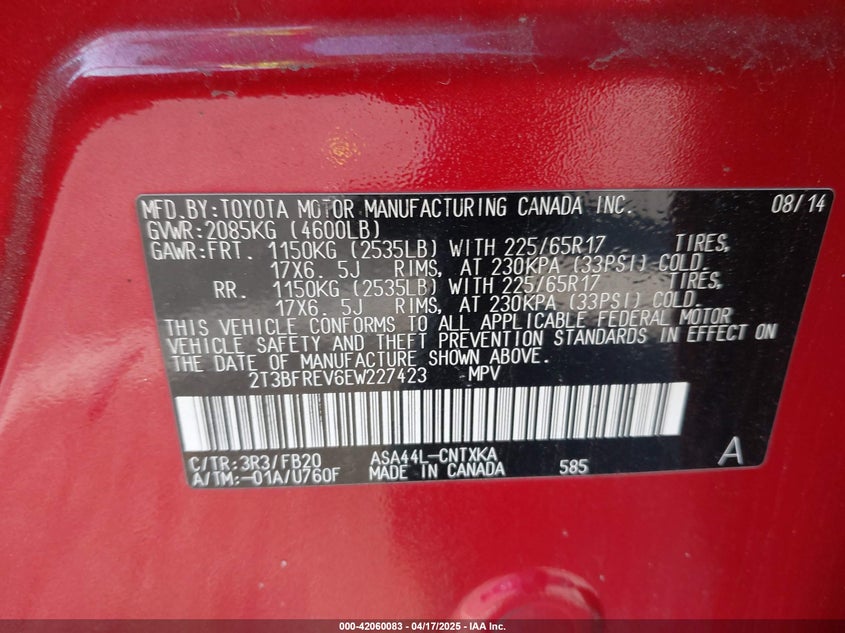 MFD.BY:TOYOTA MOTOR MANUFACTURING CANADA INC. 08/14
GVWR:2085KG (4600LB)
GAWR:FRT. 1150KG (2535LB) WITH 225/65R17 TIRES,
17X6.5J RIMS, AT 230KPA (33PSI) COLD.
RR. 1150KG (2535LB) WITH 225/65R17 TIRES,
17X6.5J RIMS, AT 230KPA (33PSI) COLD.
THIS VEHICLE CONFORMS TO ALL APPLICABLE FEDERAL MOTOR
VEHICLE SAFETY AND THEFT PREVENTION STANDARDS IN EFFECT ON
THE DATE OF MANUFACTURE SHOWN ABOVE.
2T3BFREV6EW227423 MPV
C/TR:3R3/FB20 ASA44L-CNTXKA A
A/TM:-01A/U760F MADE IN CANADA 585
000-42060083 - 04/17/2025 - IAA Inc.